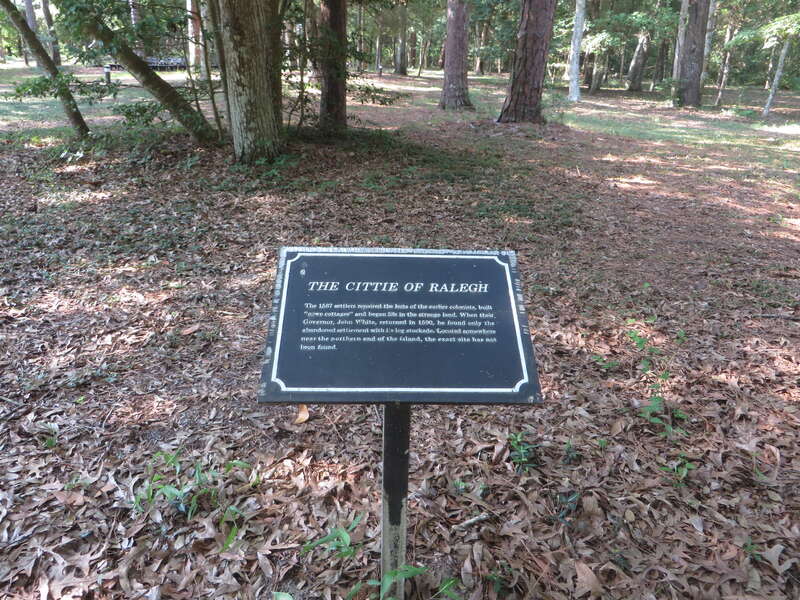 THE CITTIE OF RALEGH
The 1587 settlers repaired the huts of the earlier colonists, built
"newe cottages" and began life in the strange land. When their
Governor, John White, returned in 1590, he found only the
abandoned settlement with its log stockade. Located somewhere
near the northern end of the island, the exact site has not
been found.